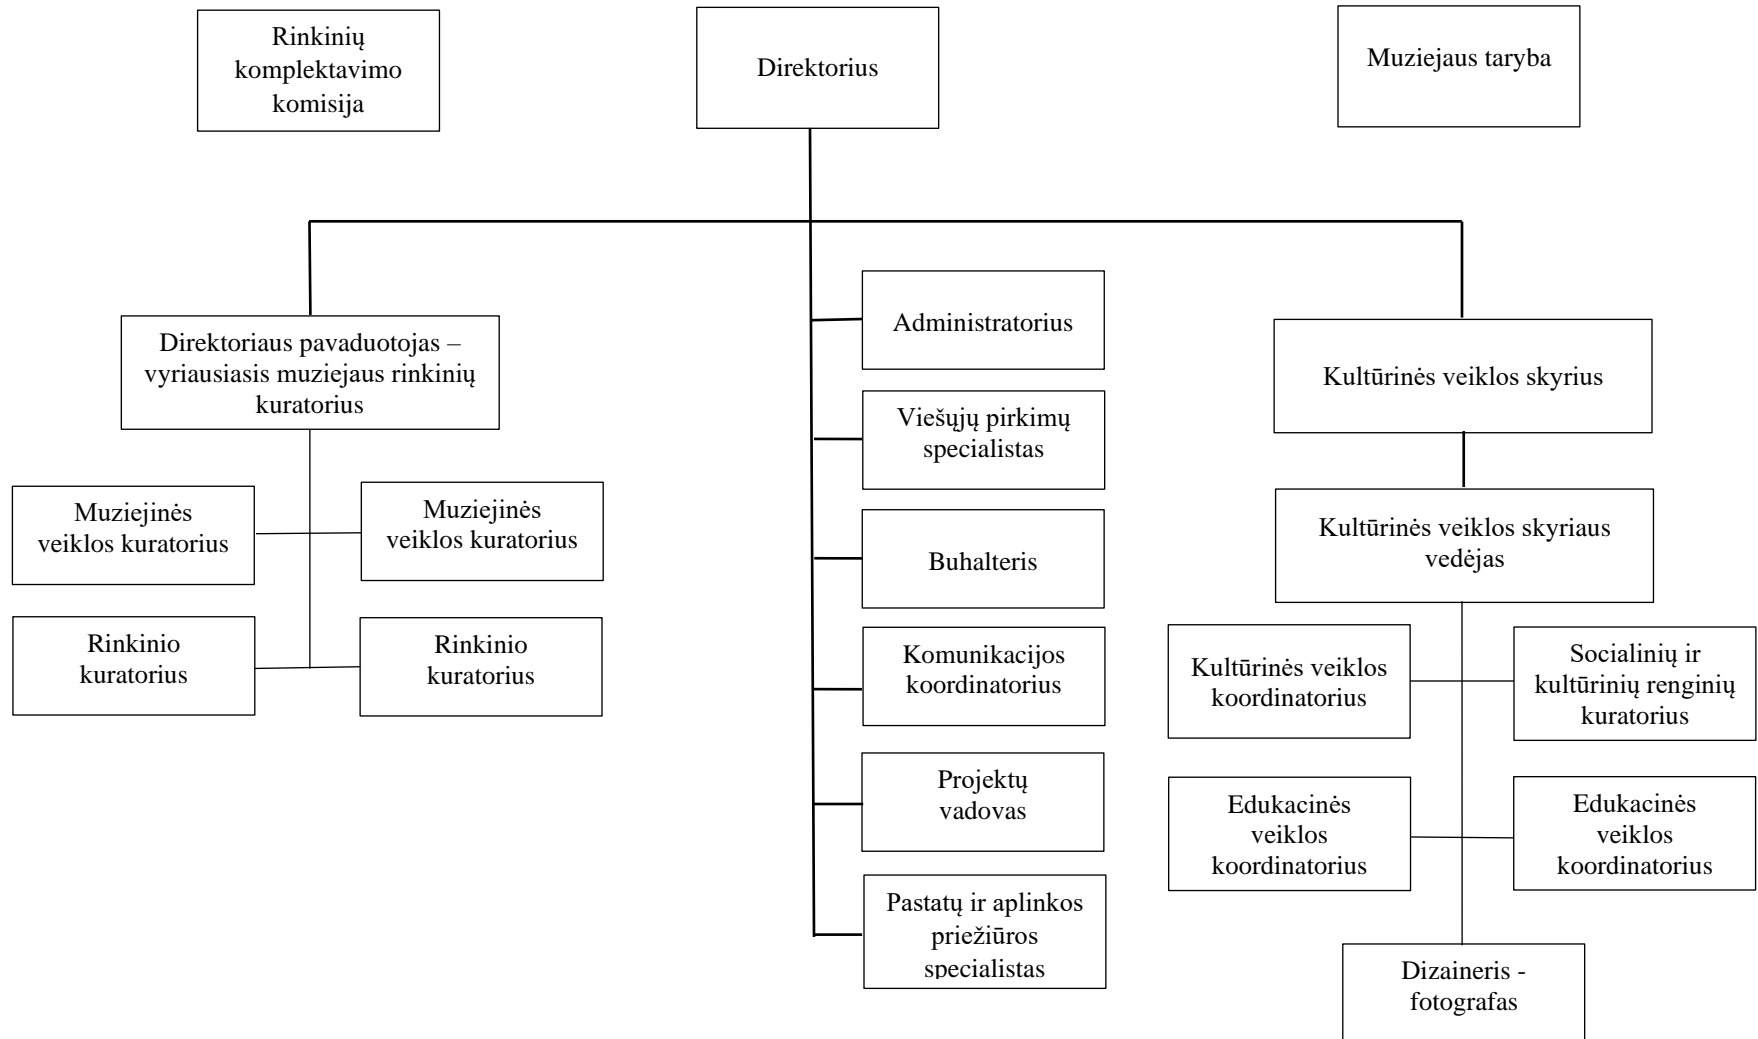 Rinkinių
komplektavimo
komisija
Direktorius
Muziejaus taryba
Direktoriaus pavaduotojas –
vyriausiasis muziejaus rinkinių
kuratorius
Muziejinės
veiklos kuratorius
Muziejinės
veiklos kuratorius
Rinkinio
kuratorius
Rinkinio
kuratorius
Administratorius
Viešųjų pirkimų
specialistas
Buhalteris
Komunikacijos
koordinatorius
Projektų
vadovas
Pastatų ir aplinkos
priežiūros
specialistas
Kultūrinės veiklos skyrius
Kultūrinės veiklos skyriaus
vedėjas
Kultūrinės veiklos
koordinatorius
Socialinių ir
kultūrinių renginių
kuratorius
Edukacinės
veiklos
koordinatorius
Edukacinės
veiklos
koordinatorius
Dizaineris -
fotografas